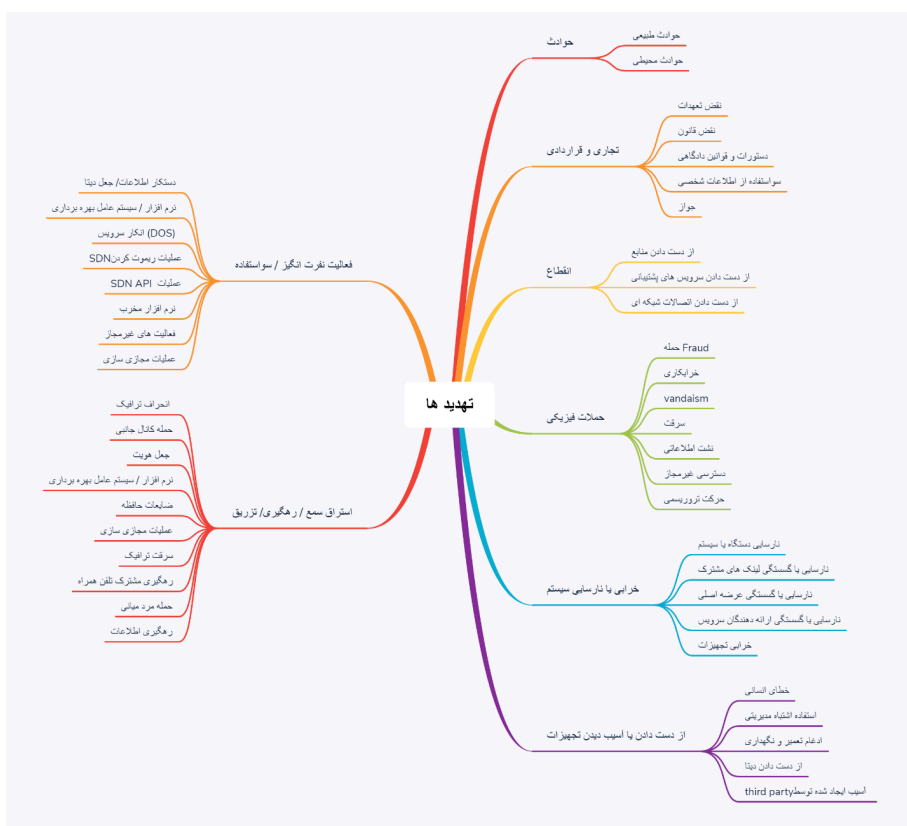 تهدید ها
حوادث
حوادث طبیعی
حوادث محیطی
تجاری و قراردادی
نقض تعهدات
نقض قانون
دستورات و قوانین دادگاهی
سواستفاده از اطلاعات شخصی
جواز
انقطاع
از دست دادن منابع
از دست دادن سرویس های پشتیبانی
از دست دادن اتصالات شبکه ای
حملات فیزیکی
حمله Fraud
خرابکاری
vandaism
سرقت
نشت اطلاعاتی
دسترسی غیرمجاز
حرکت تروریسمی
خرابی یا نارسایی سیستم
نارسایی دستگاه یا سیستم
نارسایی یا گسستگی لینک های مشترک
نارسایی یا گسستگی عرضه اصلی
نارسایی یا گسستگی ارائه دهندگان سرویس
خرابی تجهیزات
از دست دادن یا آسیب دیدن تجهیزات
خطای انسانی
استفاده اشتباه مدیریتی
ادغام تعمیر و نگهداری
از دست دادن دیتا
آسیب ایجاد شده توسطthird party
فعالیت نفرت انگیز / سواستفاده
دستکار اطلاعات/ جعل دیتا
نرم افزار / سیستم عامل بهره برداری
انکار سرویس (DOS)
عملیات ریموت کردنSDN
عملیات SDN API
نرم افزار مخرب
فعالیت های غیرمجاز
عملیات مجازی سازی
استراق سمع / رهگیری/ تزریق
انحراف ترافیک
حمله کانال جانبی
جعل هویت
نرم افزار / سیستم عامل بهره برداری
ضایعات حافظه
عملیات مجازی سازی
سرقت ترافیک
رهگیری مشترک تلفن همراه
حمله مرد میانی
رهگیری اطلاعات